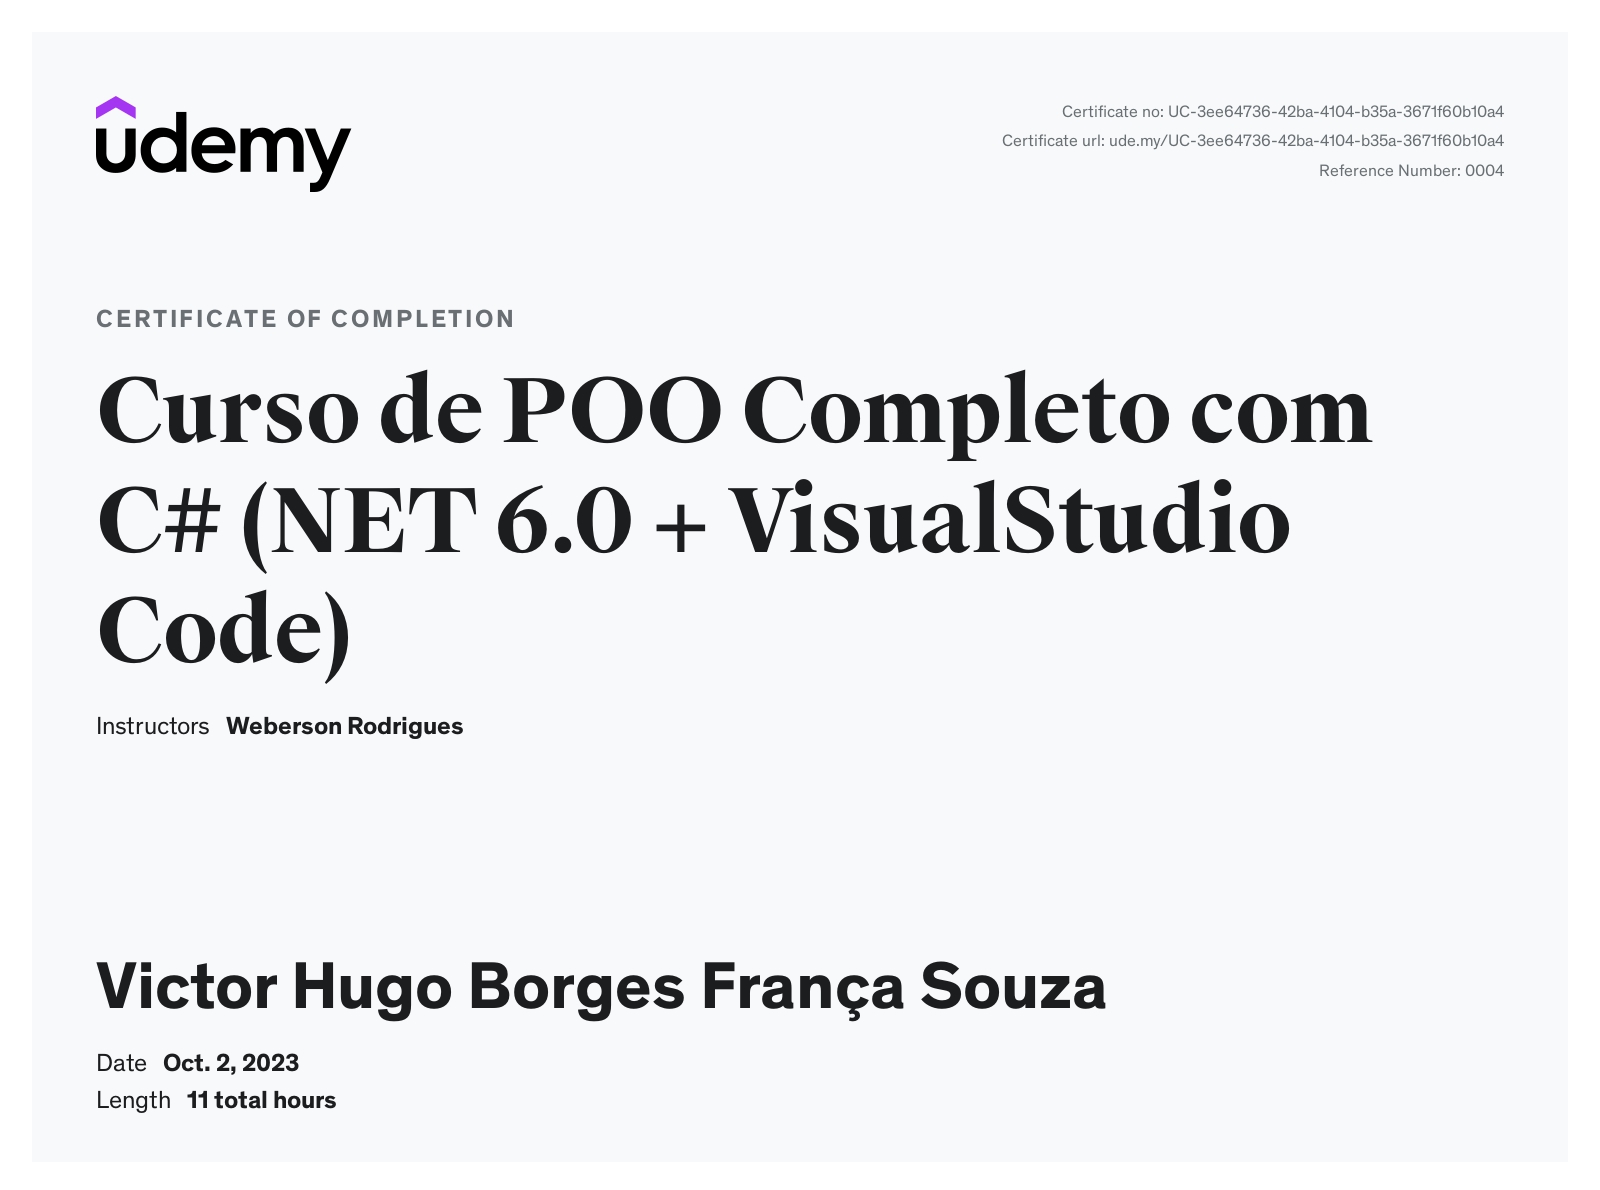 udemy
Certificate no: UC-3ee64736-42ba-4104-b35a-3671f60b10a4
Certificate url: ude.my/UC-3ee64736-42ba-4104-b35a-3671f60b10a4
Reference Number: 0004
CERTIFICATE OF COMPLETION
Curso de POO Completo com
C# (NET 6.0 + VisualStudio
Code)
Instructors Weberson Rodrigues
Victor Hugo Borges França Souza
Date Oct. 2, 2023
Length 11 total hours